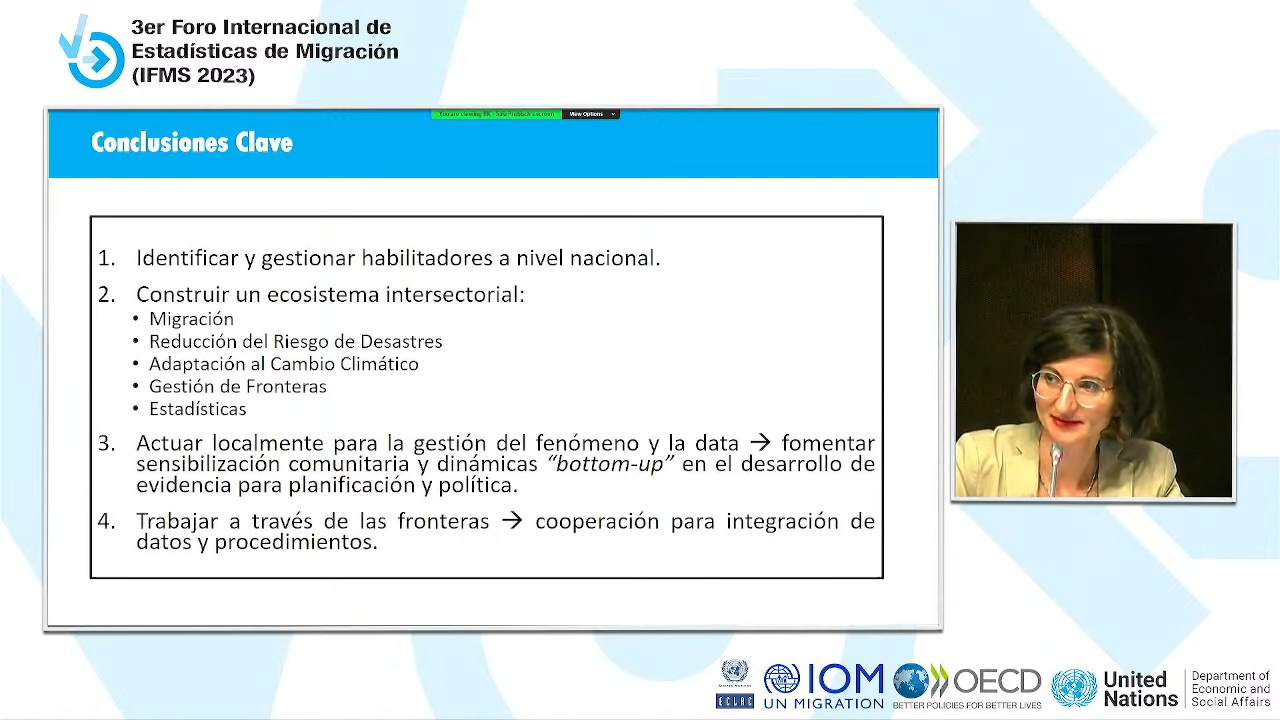 3er Foro Internacional de
Estadísticas de Migración
(IFMS 2023)
View Options
Conclusiones Clave
1. Identificar y gestionar habilitadores a nivel nacional.
2. Construir un ecosistema intersectorial:
• Migración
• Reducción del Riesgo de Desastres
• Adaptación al Cambio Climático
• Gestión de Fronteras
• Estadísticas
3. Actuar localmente para la gestión del fenómeno y la data → fomentar
sensibilización comunitaria y dinámicas “bottom-up” en el desarrollo de
evidencia para planificación y política.
4. Trabajar a través de las fronteras → cooperación para integración de
datos y procedimientos.
ECLAC
IOM
UN MIGRATION
OECD
BETTER POLICIES FOR BETTER LIVES
United
Nations
Department of
Economic and
Social Affairs